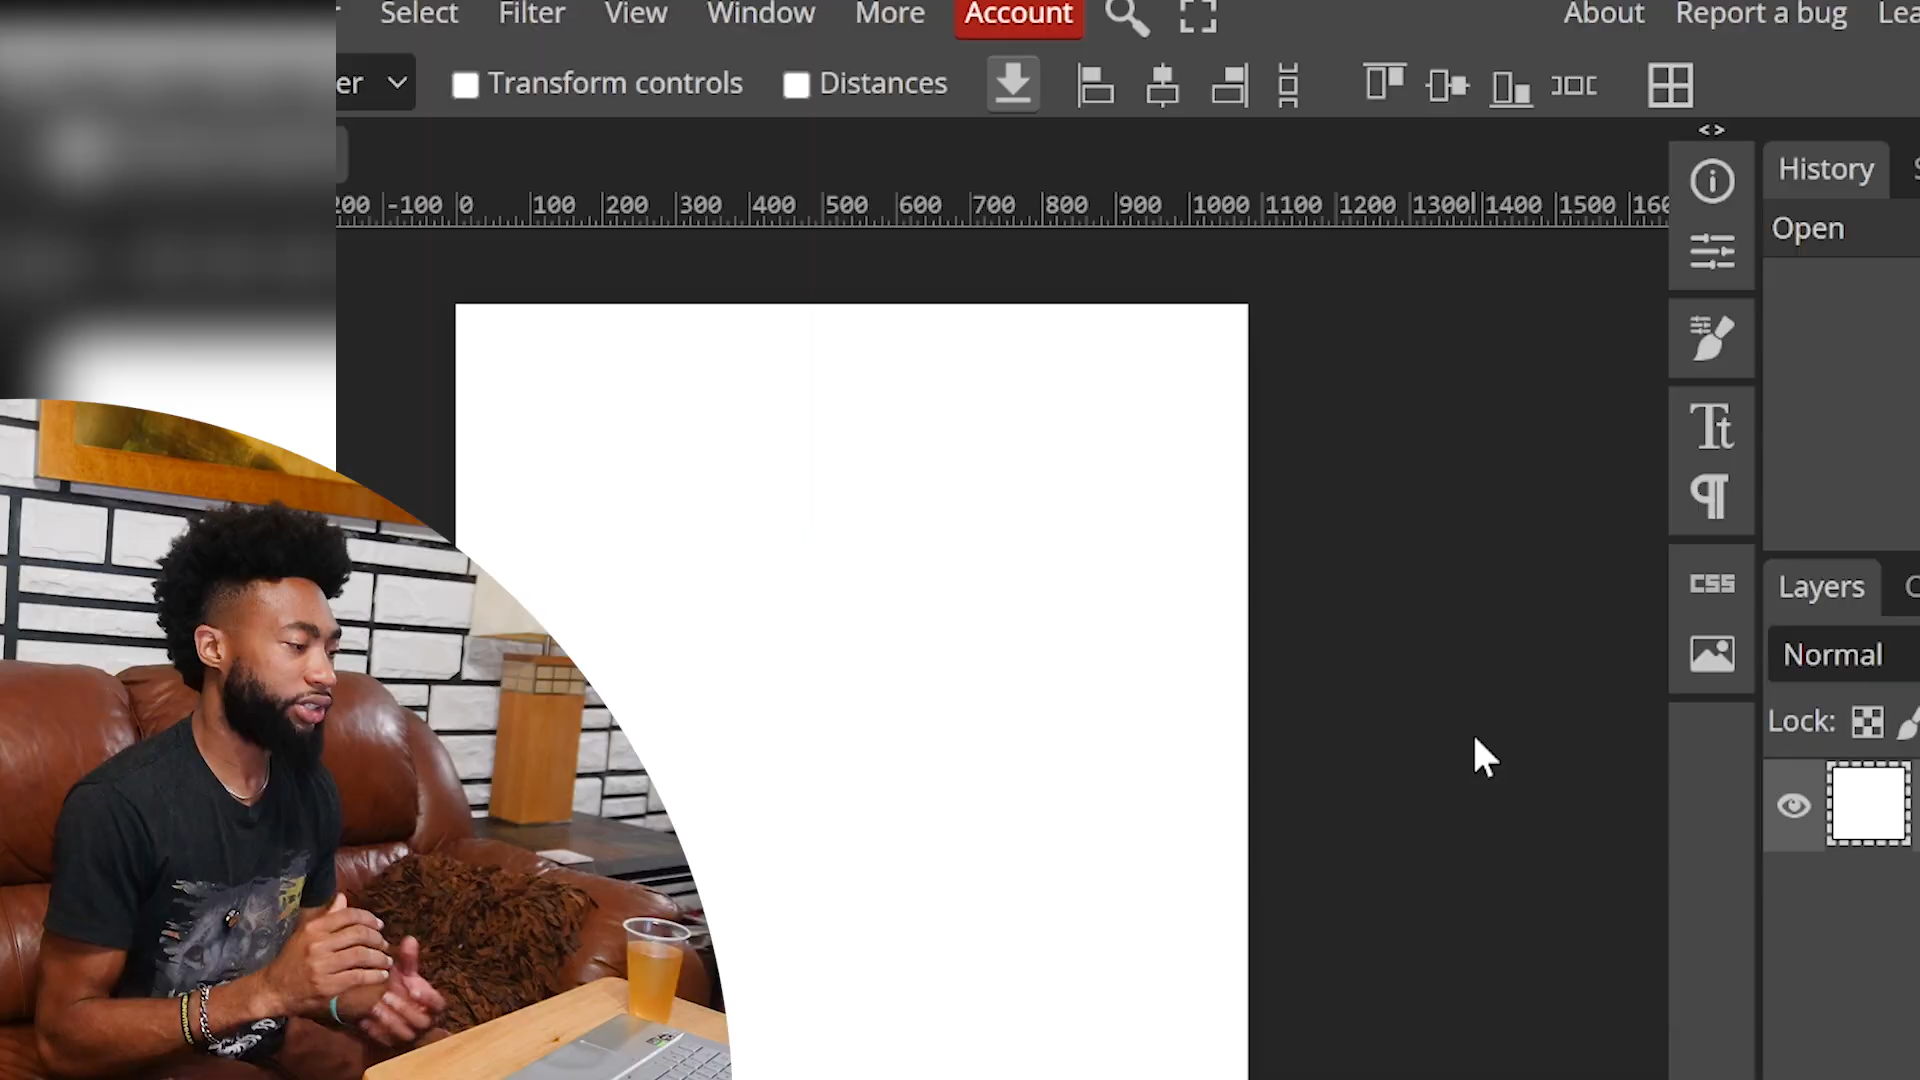 Select Filter View Window More Account About Report a bug Lea
er Transform controls Distances
<>
200 -100 0 100 200 300 400 500 600 700 800 900 1000 1100 1200 1300 1400 1500 160
History S
Open
Tt
¶
CSS
Layers C
Normal
Lock: